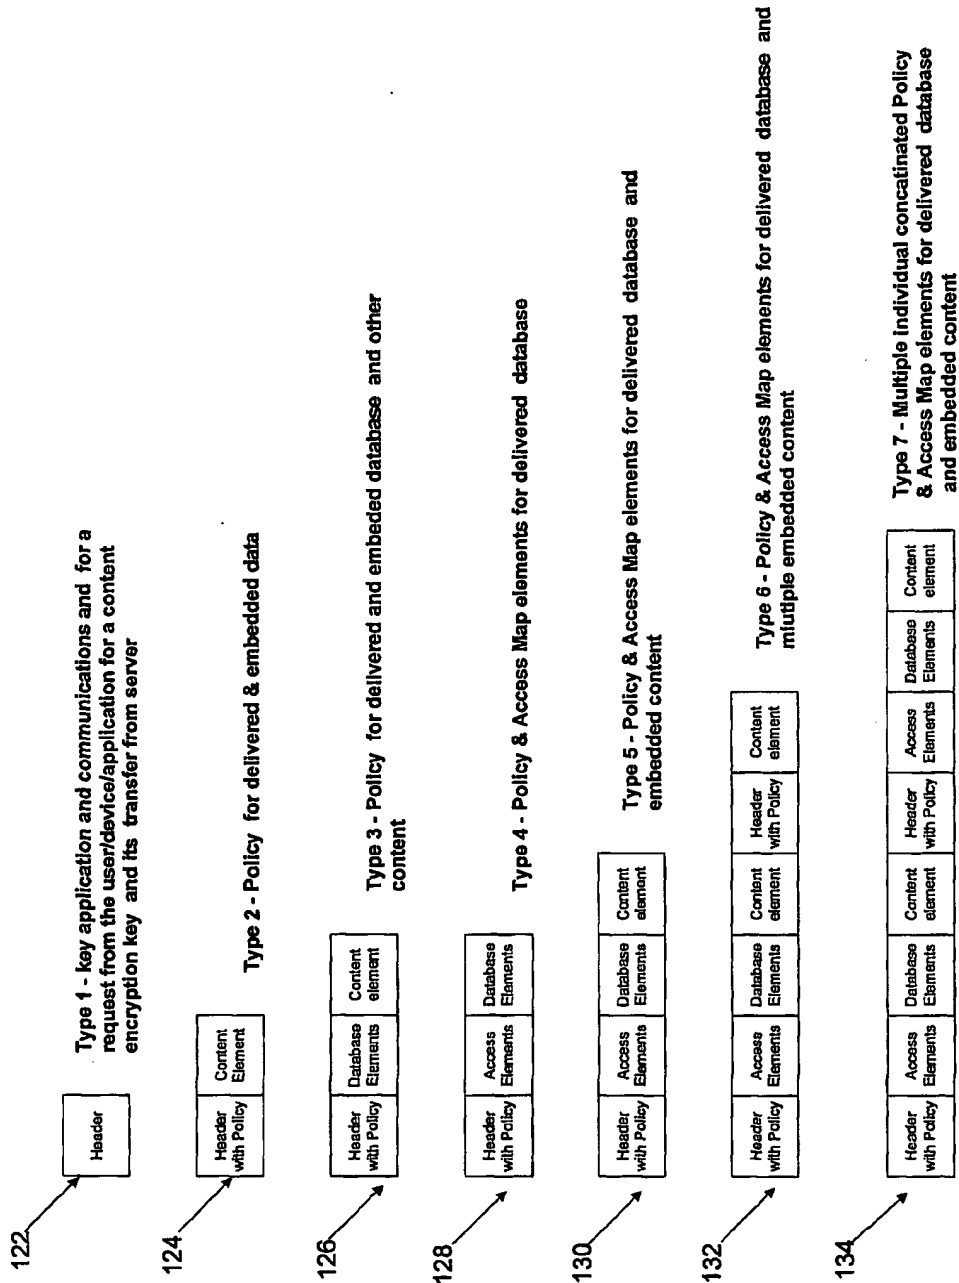 122
Header
Type 1 - key application and communications and for a
request from the user/device/application for a content
encryption key and its transfer from server
124
Header
with Policy
Content
Element
Type 2 - Policy for delivered & embedded data
126
Header
with Policy
Database
Elements
Content
element
Type 3 - Policy for delivered and embeded database and other
content
128
Header
with Policy
Access
Elements
Database
Elements
Type 4 - Policy & Access Map elements for delivered database
130
Header
with Policy
Access
Elements
Database
Elements
Content
element
Type 5 - Policy & Access Map elements for delivered database and
embedded content
132
Header
with Policy
Access
Elements
Database
Elements
Content
element
Header
with Policy
Content
element
Type 6 - Policy & Access Map elements for delivered database and
mlutiple embedded content
134
Header
with Policy
Access
Elements
Database
Elements
Content
element
Header
with Policy
Access
Elements
Database
Elements
Content
element
Type 7 - Multiple individual concatinated Policy
& Access Map elements for delivered database
and embedded content